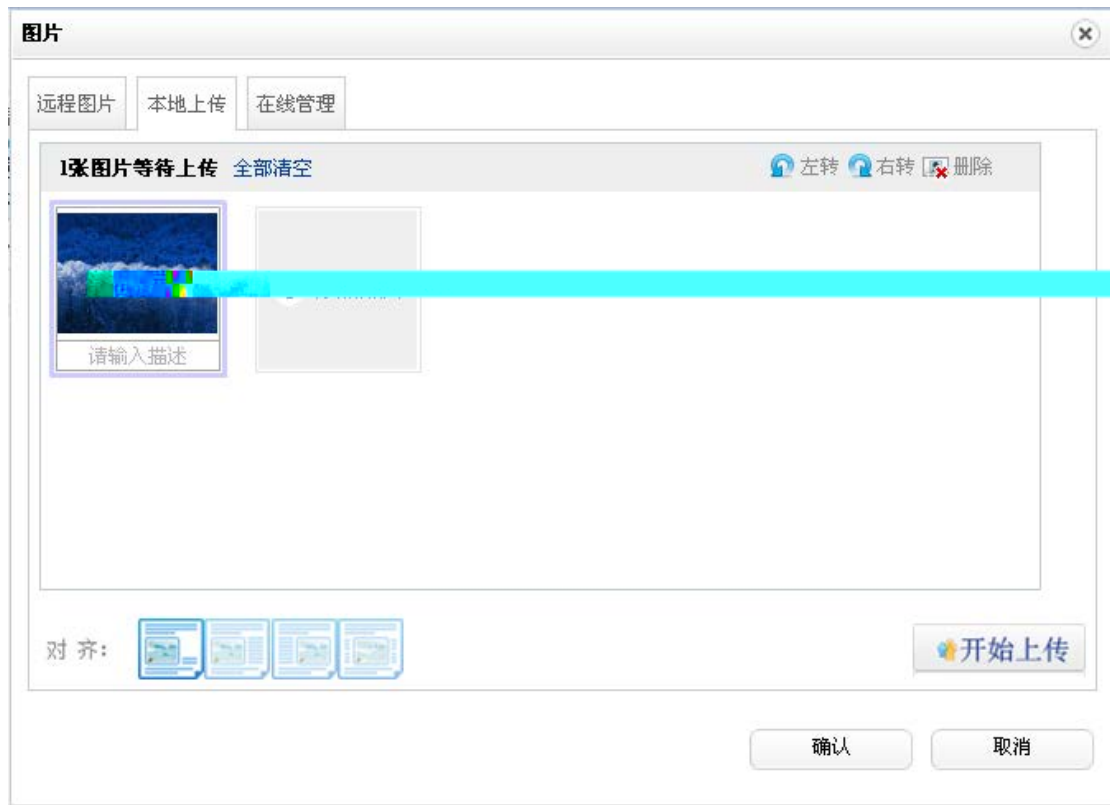 图片
远程图片 本地上传 在线管理
1张图片等待上传 全部清空 左转 右转 删除
请输入描述
对 齐:
开始上传
确认 取消